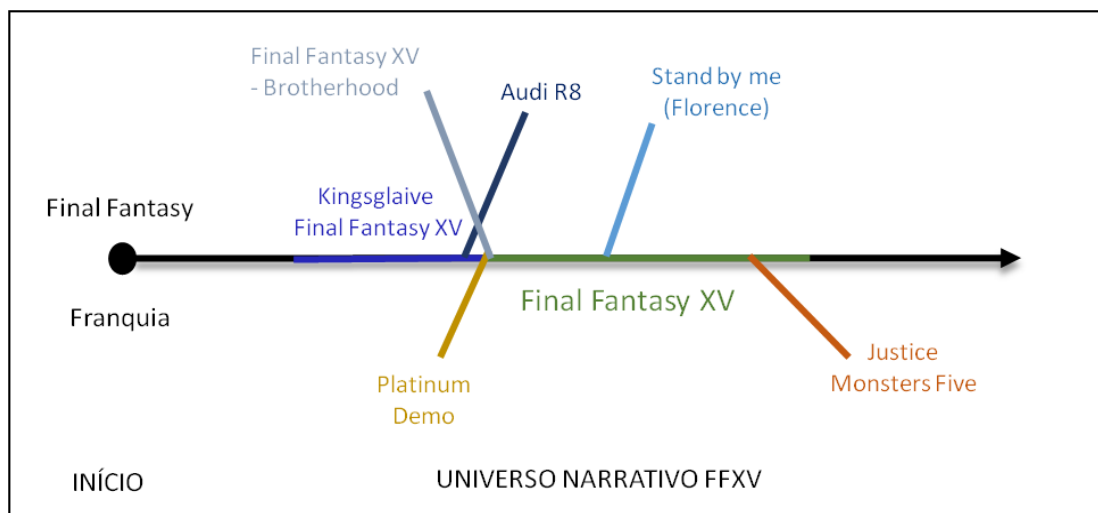 Final Fantasy XV
- Brotherhood
Audi R8
Stand by me
(Florence)
Kingsglaive
Final Fantasy XV
Final Fantasy
Franquia
Final Fantasy XV
Platinum
Demo
Justice
Monsters Five
INÍCIO
UNIVERSO NARRATIVO FFXV